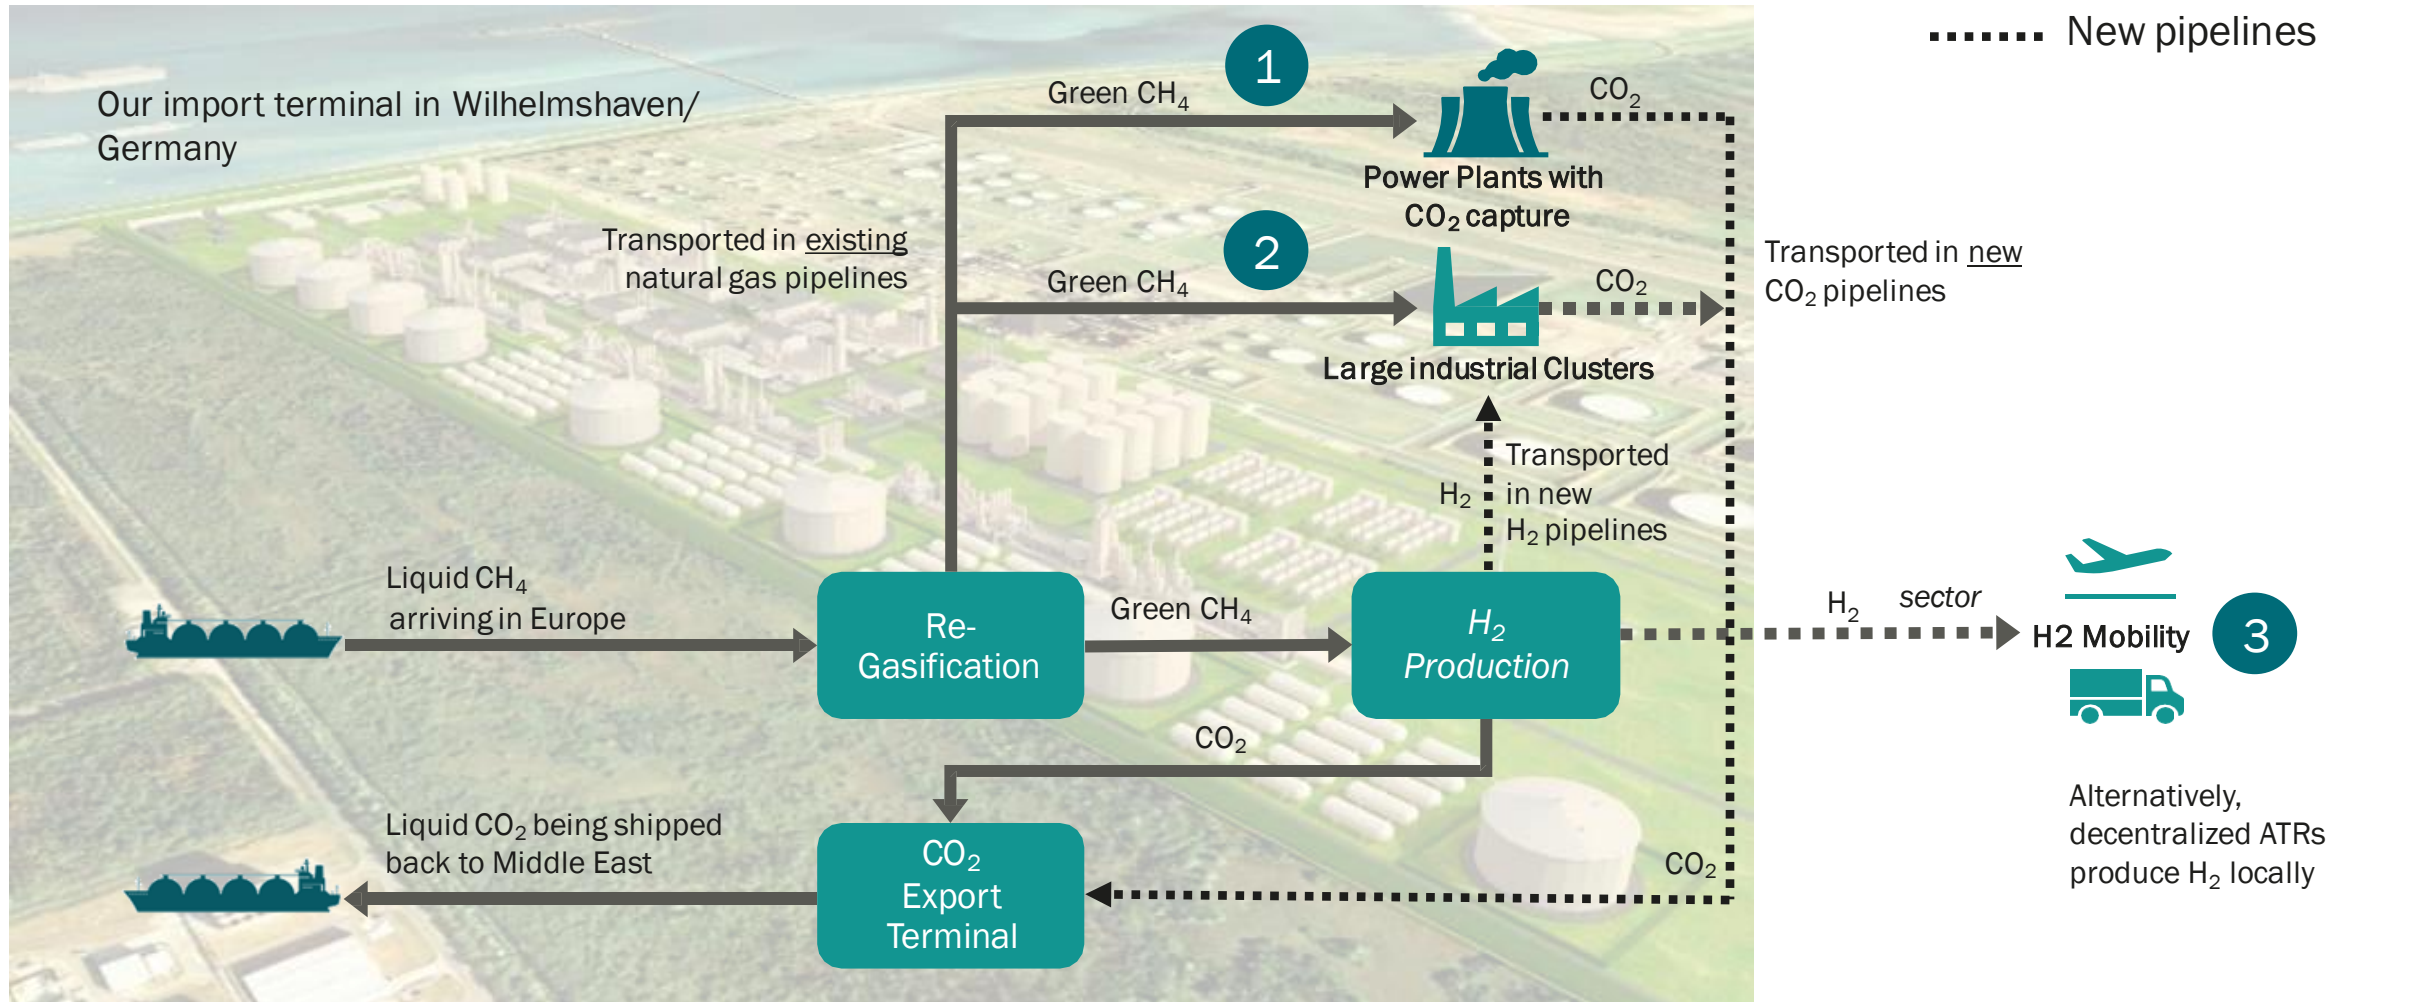 New pipelines
Our import terminal in Wilhelmshaven/
Germany
1
Green CH4
CO2
Power Plants with
CO2 capture
Transported in existing
natural gas pipelines
2
Green CH4
CO2
Transported in new
CO2 pipelines
Large industrial Clusters
H2
Transported
in new
H2 pipelines
Liquid CH4
arriving in Europe
Re-
Gasification
Green CH4
H2
Production
H2
sector
H2 Mobility
3
CO2
Alternatively,
decentralized ATRs
produce H2 locally
Liquid CO2 being shipped
back to Middle East
CO2
Export
Terminal
CO2